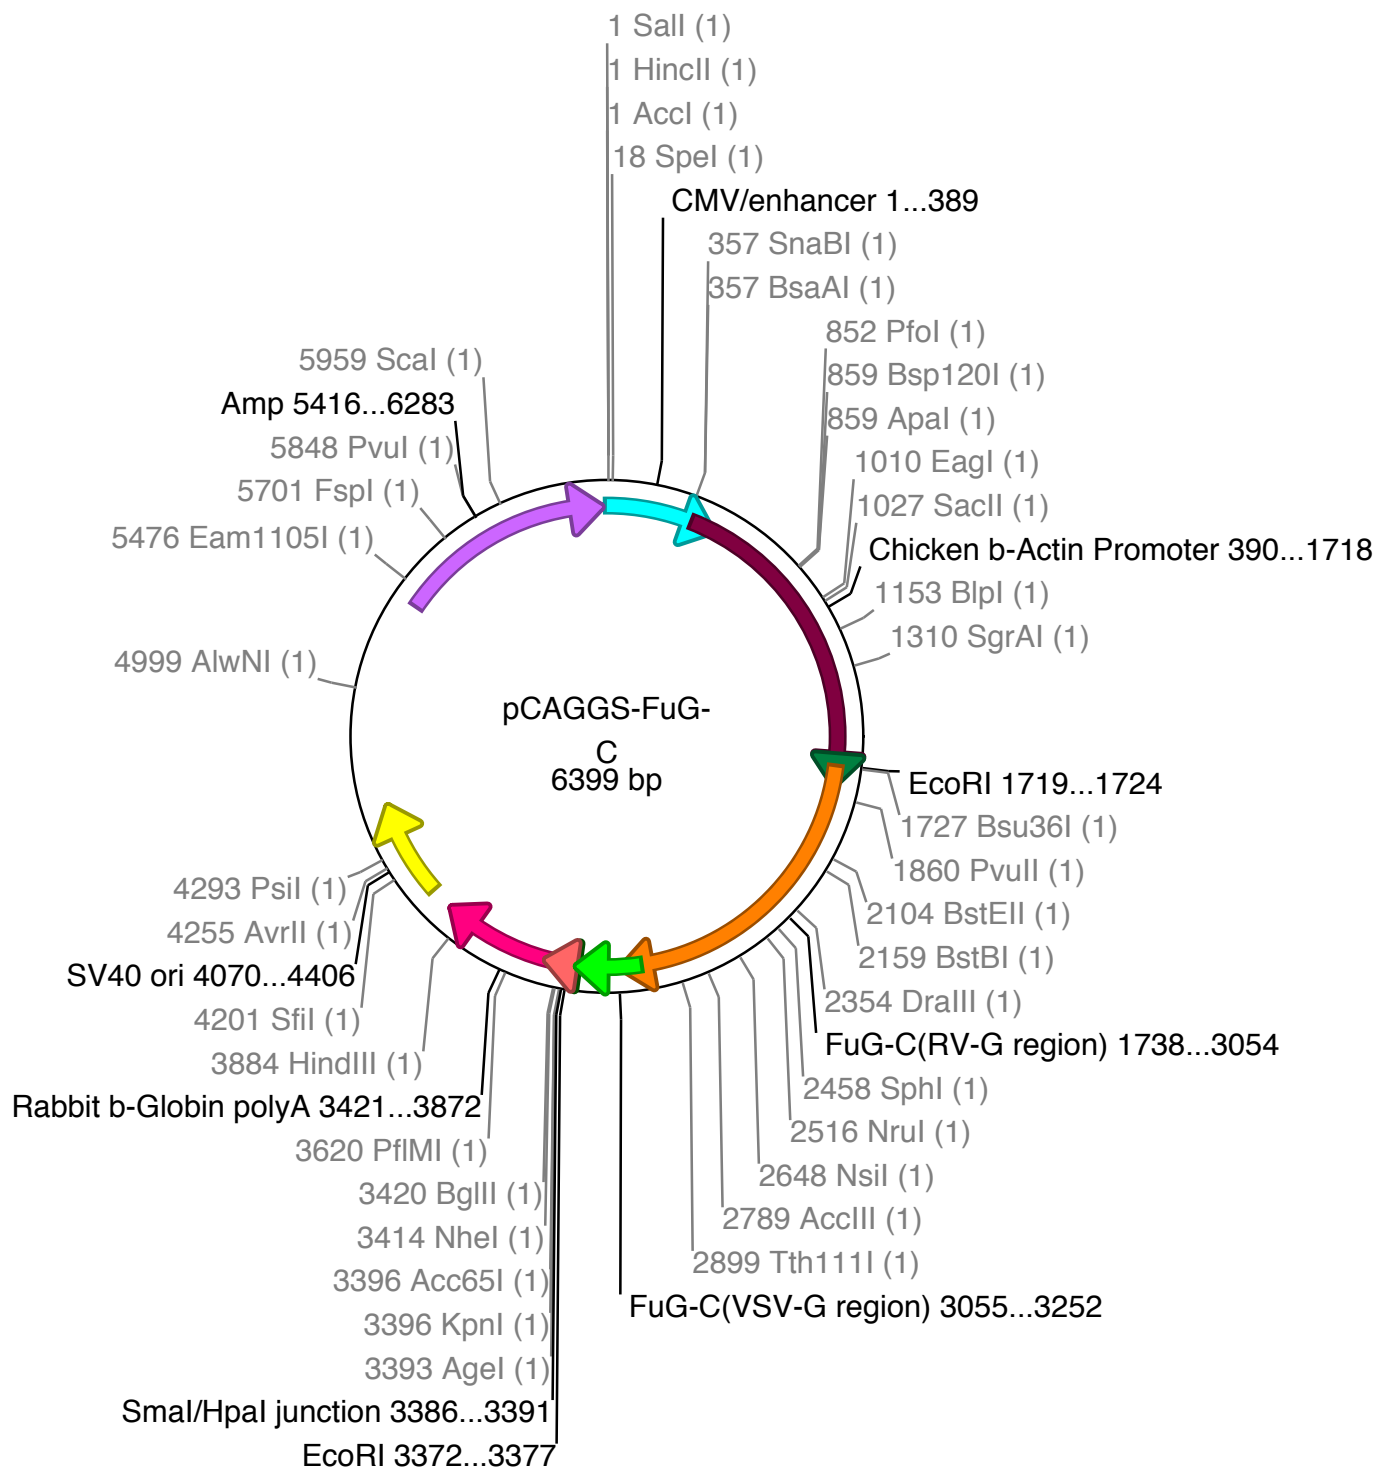 1 SalI (1)
1 HincII (1)
1 AccI (1)
18 SpeI (1)
CMV/enhancer 1...389
357 SnaBI (1)
357 BsaAI (1)
852 PfoI (1)
859 Bsp120I (1)
859 ApaI (1)
1010 EagI (1)
1027 SacII (1)
Chicken b-Actin Promoter 390...1718
1153 BlpI (1)
1310 SgrAI (1)
EcoRI 1719...1724
1727 Bsu36I (1)
1860 PvuII (1)
2104 BstEII (1)
2159 BstBI (1)
2354 DraIII (1)
FuG-C(RV-G region) 1738...3054
2458 SphI (1)
2516 NruI (1)
2648 NsiI (1)
2789 AccIII (1)
2899 Tth111I (1)
FuG-C(VSV-G region) 3055...3252
5959 ScaI (1)
Amp 5416...6283
5848 PvuI (1)
5701 FspI (1)
5476 Eam1105I (1)
4999 AlwNI (1)
pCAGGS-FuG-
C
6399 bp
4293 PsiI (1)
4255 AvrII (1)
SV40 ori 4070...4406
4201 SfiI (1)
3884 HindIII (1)
Rabbit b-Globin polyA 3421...3872
3620 PflMI (1)
3420 BglII (1)
3414 NheI (1)
3396 Acc65I (1)
3396 KpnI (1)
3393 AgeI (1)
SmaI/HpaI junction 3386...3391
EcoRI 3372...3377